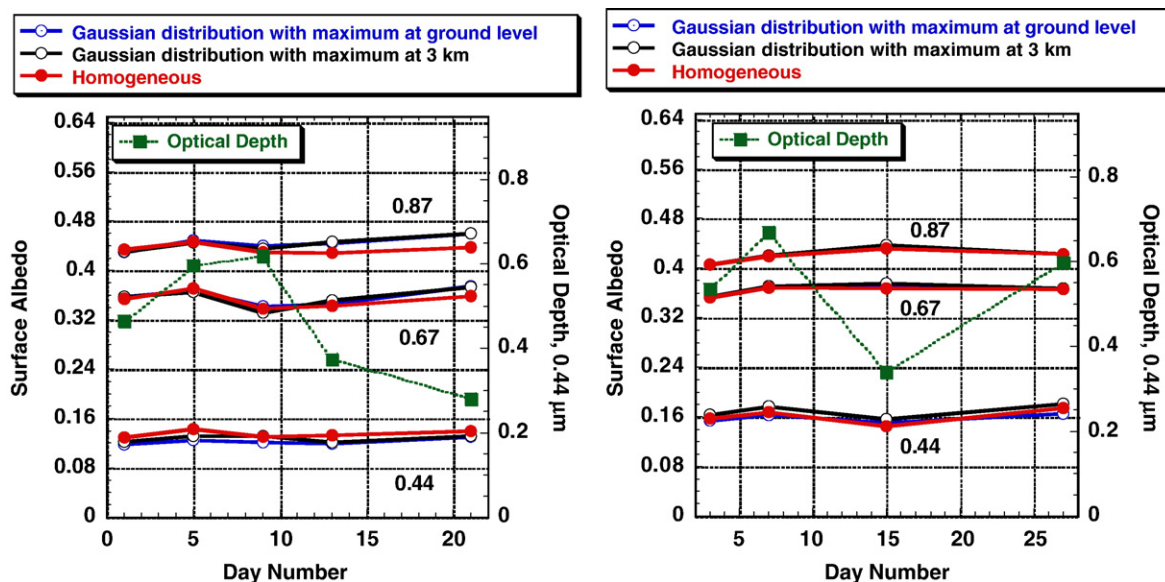 Gaussian distribution with maximum at ground level
Gaussian distribution with maximum at 3 km
Homogeneous
Optical Depth
0.64
0.56
0.48
0.4
0.32
0.24
0.16
0.08
0
Surface Albedo
0.87
0.67
0.44
0.8
0.6
0.4
0.2
0
Optical Depth, 0.44 μm
0 5 10 15 20
Day Number
Gaussian distribution with maximum at ground level
Gaussian distribution with maximum at 3 km
Homogeneous
Optical Depth
0.64
0.56
0.48
0.4
0.32
0.24
0.16
0.08
0
Surface Albedo
0.87
0.67
0.44
0.8
0.6
0.4
0.2
0
Optical Depth, 0.44 μm
5 10 15 20 25
Day Number